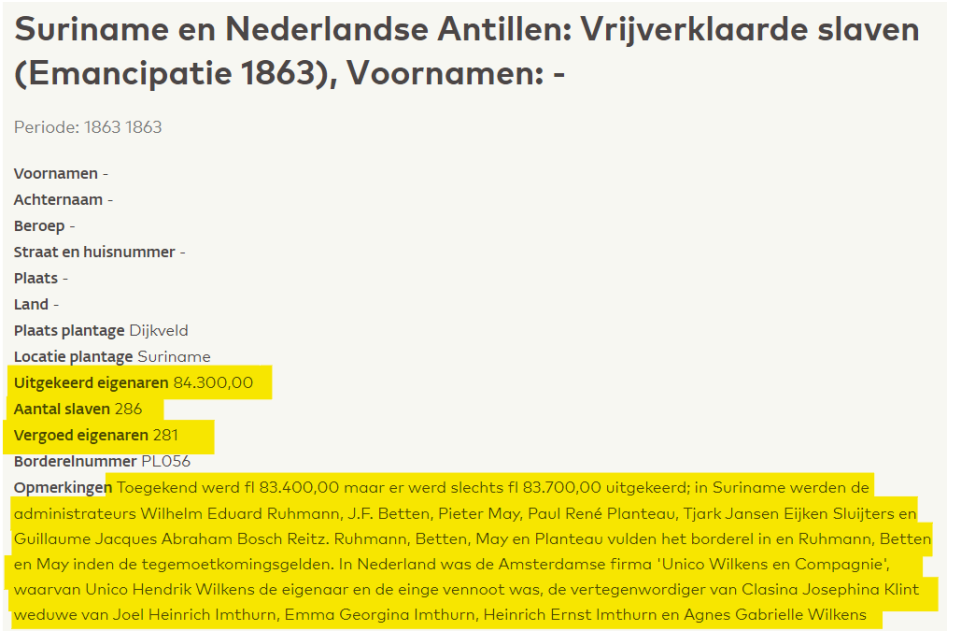 Suriname en Nederlandse Antillen: Vrijverklaarde slaven
(Emancipatie 1863), Voornamen: -
Periode: 1863 1863
Voornamen -
Achternaam -
Beroep -
Straat en huisnummer -
Plaats -
Land -
Plaats plantage Dijkveld
Locatie plantage Suriname
Uitgekeerd eigenaren 84.300,00
Aantal slaven 286
Vergoed eigenaren 281
Borderelnummer PL056
Opmerkingen Toegekend werd fl 83.400,00 maar er werd slechts fl 83.700,00 uitgekeerd; in Suriname werden de
administrateurs Wilhelm Eduard Ruhmann, J.F. Betten, Pieter May, Paul René Planteau, Tjark Jansen Eijken Sluijters en
Guillaume Jacques Abraham Bosch Reitz. Ruhmann, Betten, May en Planteau vulden het borderel in en Ruhmann, Betten
en May inden de tegemoetkomingsgelden. In Nederland was de Amsterdamse firma 'Unico Wilkens en Compagnie',
waarvan Unico Hendrik Wilkens de eigenaar en de einge vennoot was, de vertegenwordiger van Clasina Josephina Klint
weduwe van Joel Heinrich Imthurn, Emma Georgina Imthurn, Heinrich Ernst Imthurn en Agnes Gabrielle Wilkens